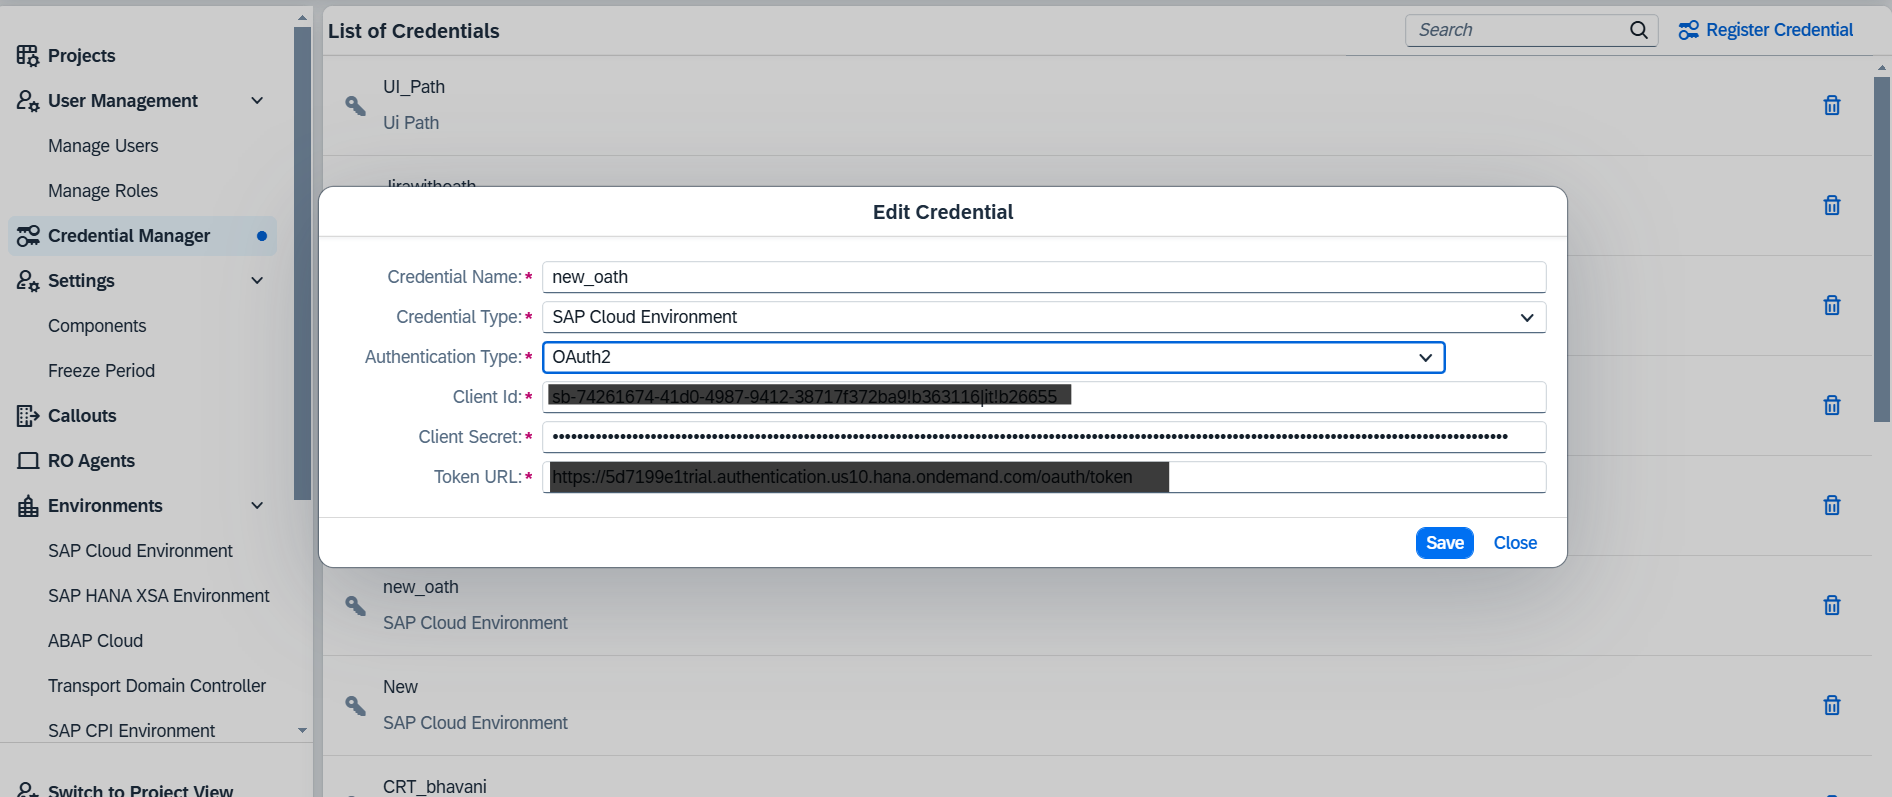 Projects
User Management
Manage Users
Manage Roles
Credential Manager
Settings
Components
Freeze Period
Callouts
RO Agents
Environments
SAP Cloud Environment
SAP HANA XSA Environment
ABAP Cloud
Transport Domain Controller
SAP CPI Environment
Switch to Project View
List of Credentials
Search
Register Credential
UI_Path
Ui Path
Jirawithoath
Edit Credential
Credential Name:* new_oath
Credential Type:* SAP Cloud Environment
Authentication Type:* OAuth2
Client Id:* sb-74261674-41d0-4987-9412-38717f372ba9!b363116|jit!b26655
Client Secret:*
Token URL:* https://5d7199e1trial.authentication.us10.hana.ondemand.com/oauth/token
Save Close
new_oath
SAP Cloud Environment
New
SAP Cloud Environment
CRT_bhavani